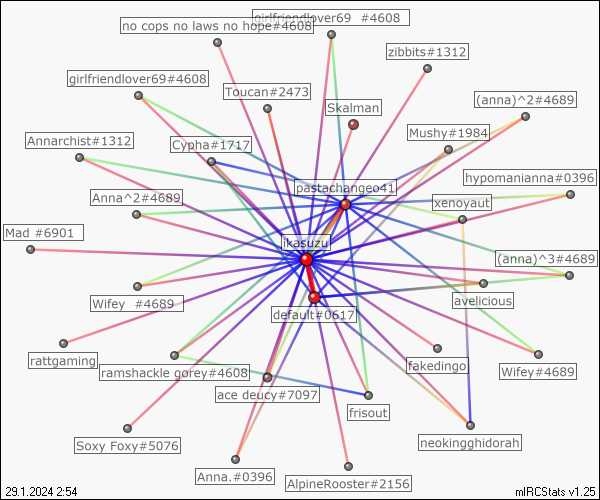 girlfriendlover69  #4608
no cops no laws no hope#4608
zibbits#1312
girlfriendlover69#4608
Toucan#2473
(anna)^2#4689
Skalman
Annarchist#1312
Cypha#1717
Mushy#1984
hypomanianna#0396
pastachangeo41
Anna^2#4689
xenoyaut
Mad #6901
ikasuzu
(anna)^3#4689
Wifey  #4689
avelicious
default#0617
rattgaming
ramshackle gorey#4608
fakedingo
Wifey#4689
ace deucy#7097
frisout
Soxy Foxy#5076
neokingghidorah
Anna.#0396
AlpineRooster#2156
29.1.2024 2:54
mIRCStats v1.25